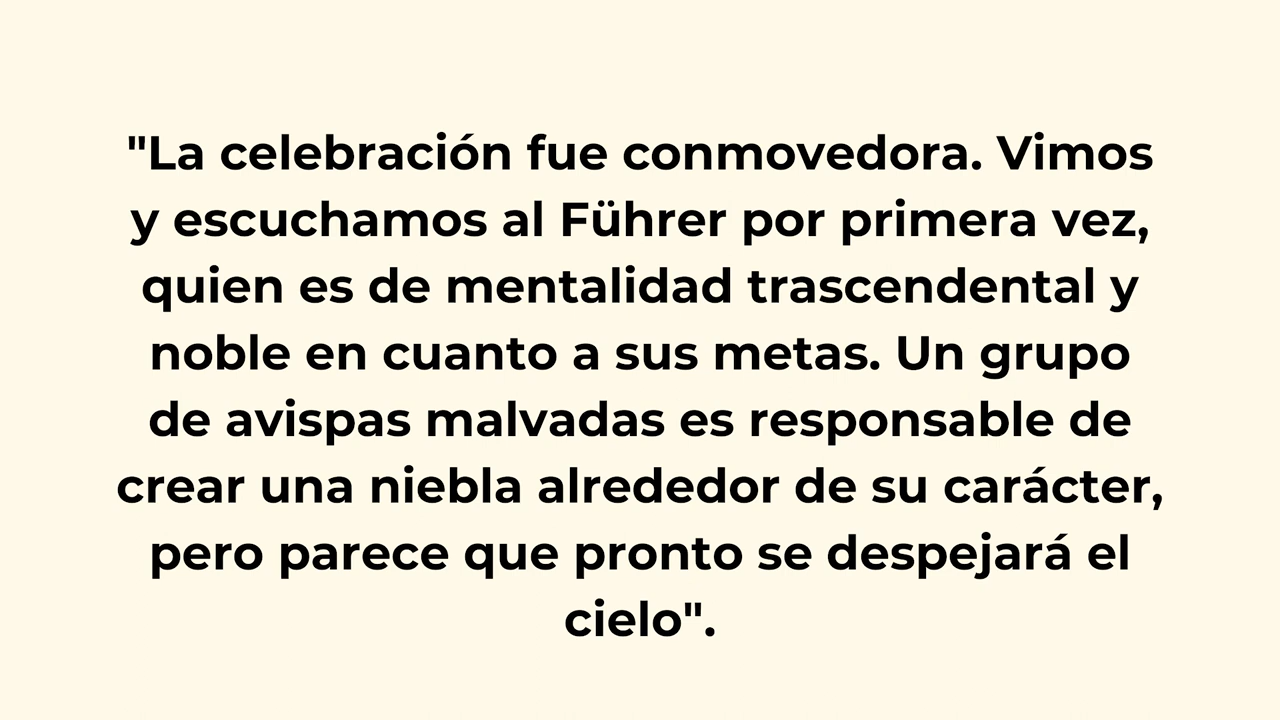 "La celebración fue conmovedora. Vimos
y escuchamos al Führer por primera vez,
quien es de mentalidad trascendental y
noble en cuanto a sus metas. Un grupo
de avispas malvadas es responsable de
crear una niebla alrededor de su carácter,
pero parece que pronto se despejará el
cielo".